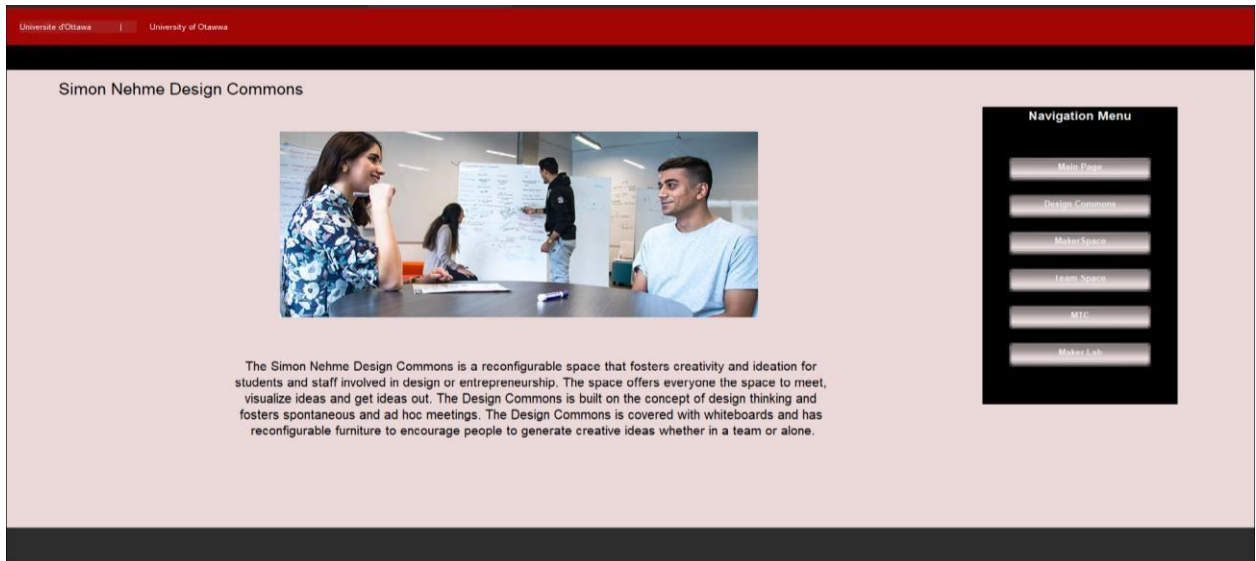 Universite d'Ottawa | University of Otawwa
Simon Nehme Design Commons
Navigation Menu
Main Page
Design Commons
MakerSpace
Team Space
MTC
Maker Lab
The Simon Nehme Design Commons is a reconfigurable space that fosters creativity and ideation for
students and staff involved in design or entrepreneurship. The space offers everyone the space to meet,
visualize ideas and get ideas out. The Design Commons is built on the concept of design thinking and
fosters spontaneous and ad hoc meetings. The Design Commons is covered with whiteboards and has
reconfigurable furniture to encourage people to generate creative ideas whether in a team or alone.